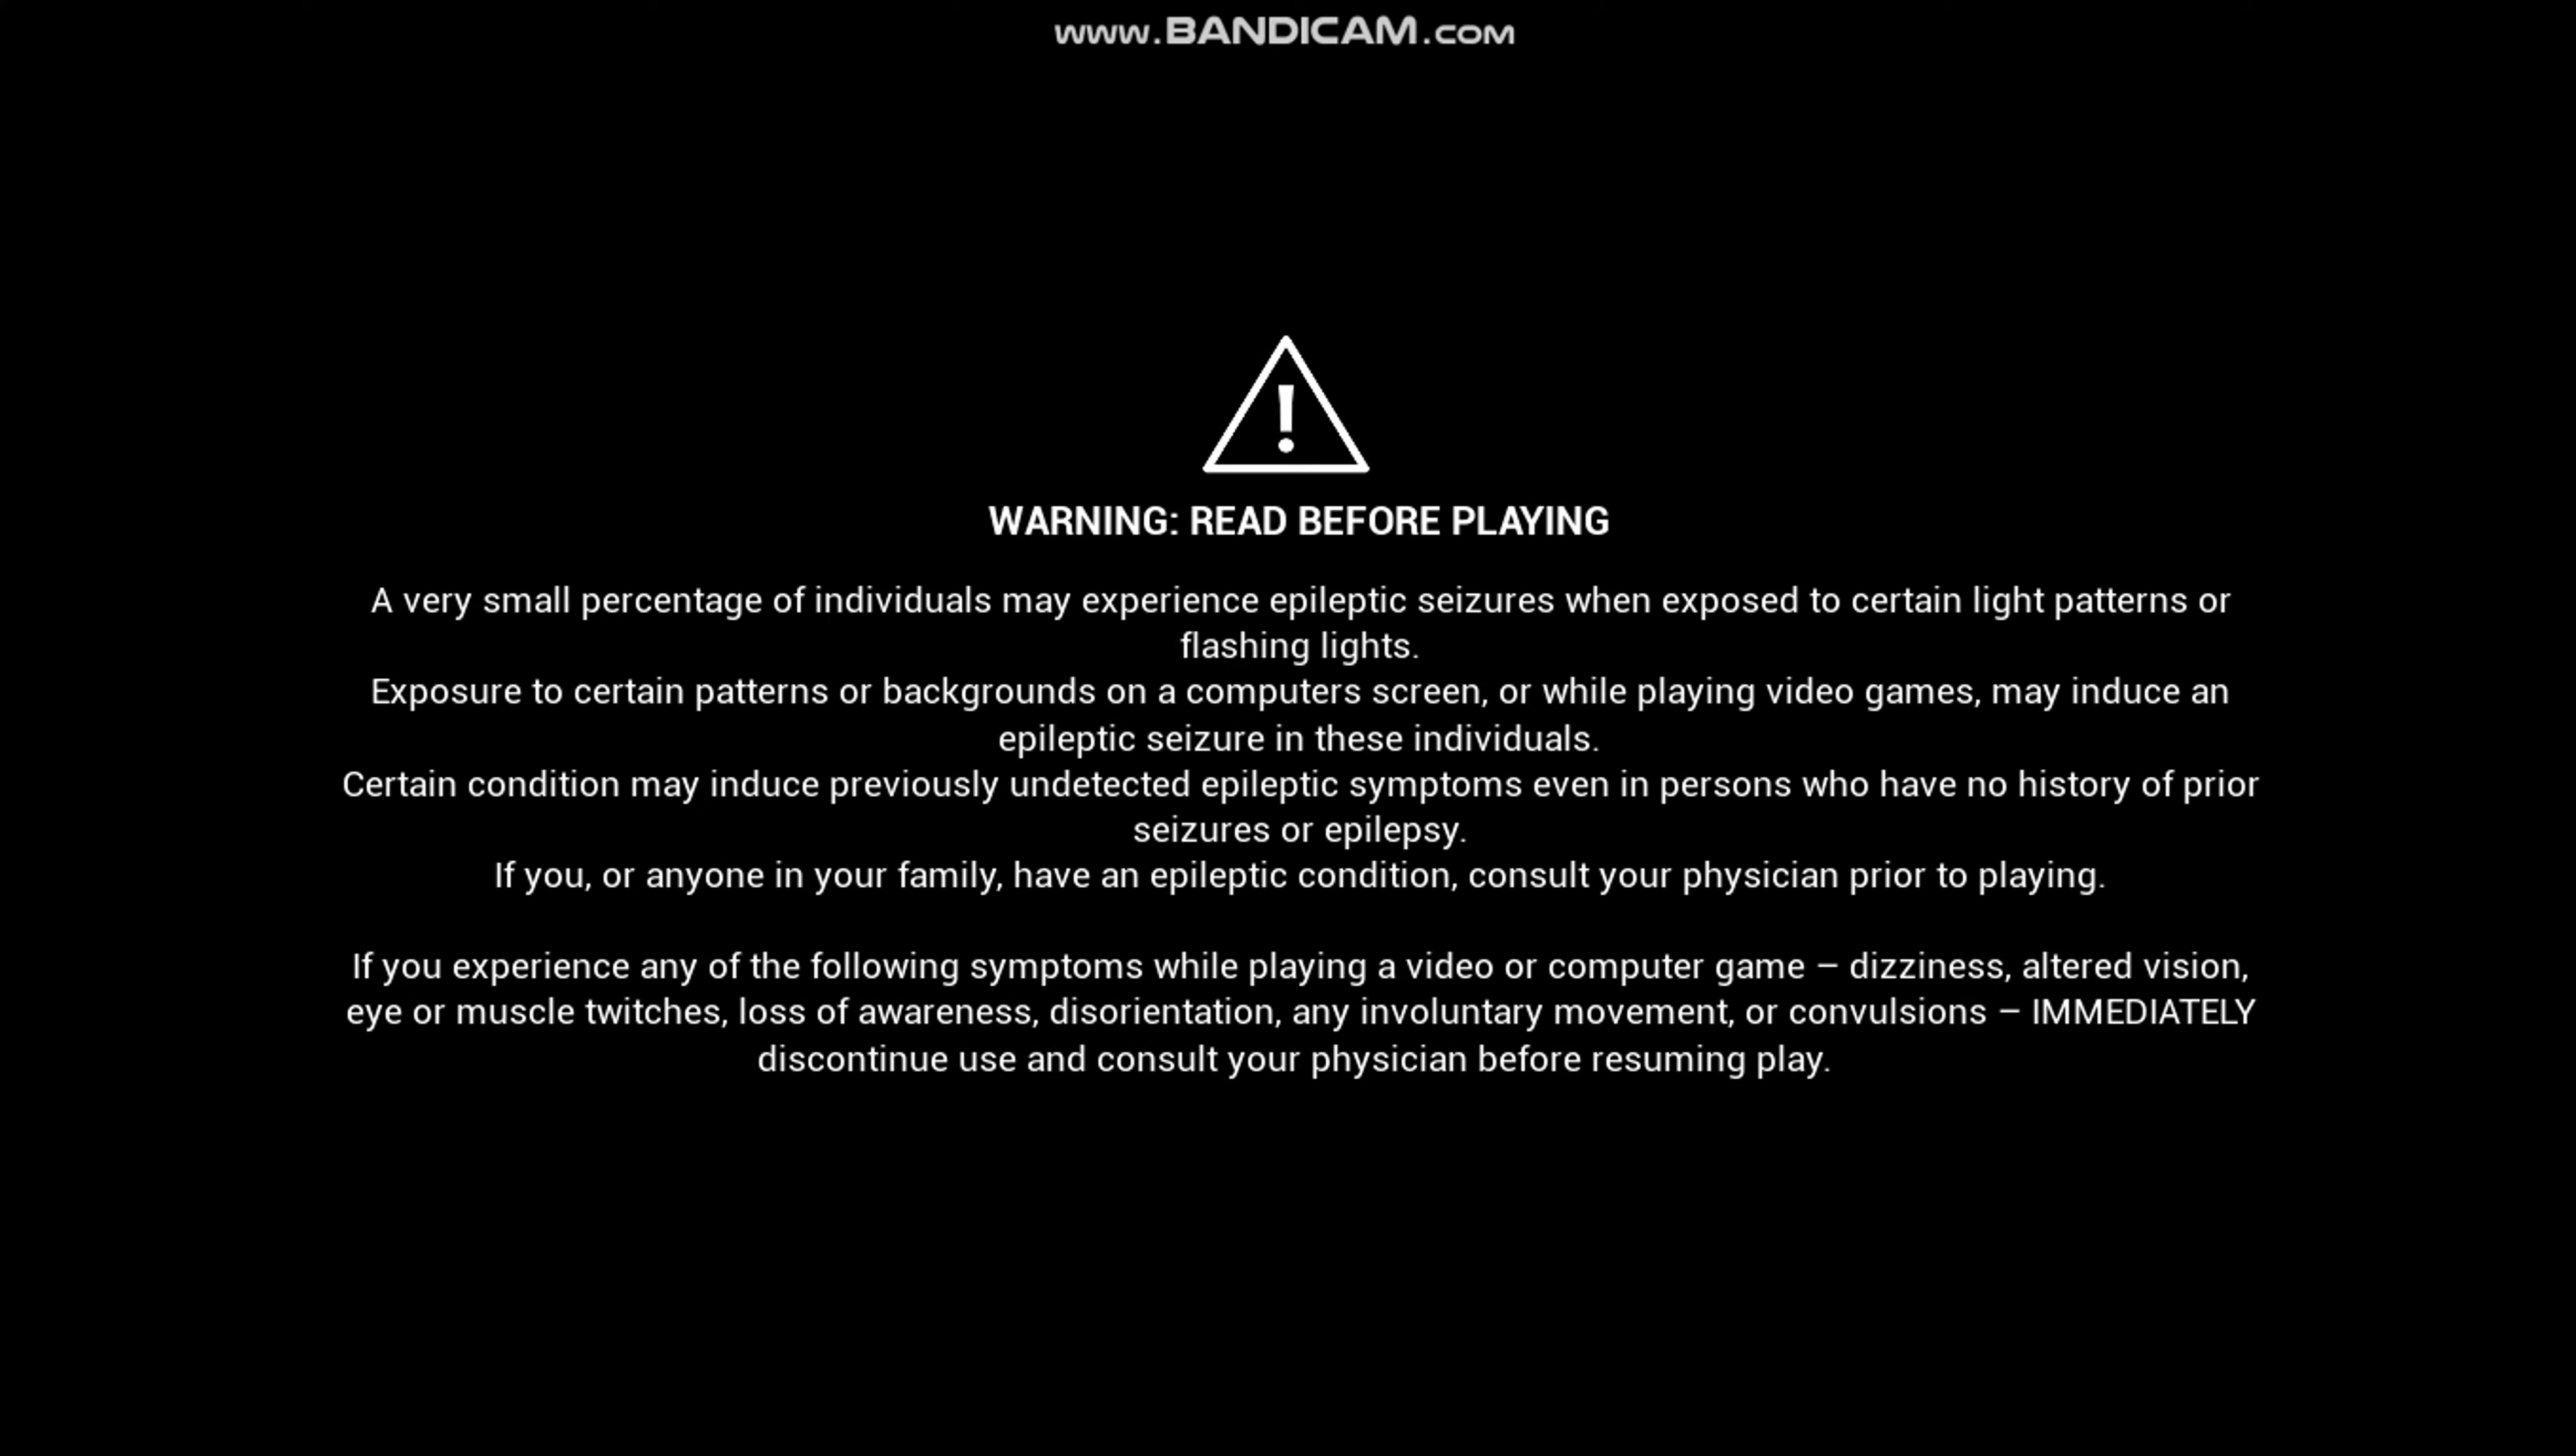 www.BANDICAM.com
!
WARNING: READ BEFORE PLAYING
A very small percentage of individuals may experience epileptic seizures when exposed to certain light patterns or
flashing lights.
Exposure to certain patterns or backgrounds on a computers screen, or while playing video games, may induce an
epileptic seizure in these individuals.
Certain condition may induce previously undetected epileptic symptoms even in persons who have no history of prior
seizures or epilepsy.
If you, or anyone in your family, have an epileptic condition, consult your physician prior to playing.
If you experience any of the following symptoms while playing a video or computer game – dizziness, altered vision,
eye or muscle twitches, loss of awareness, disorientation, any involuntary movement, or convulsions – IMMEDIATELY
discontinue use and consult your physician before resuming play.